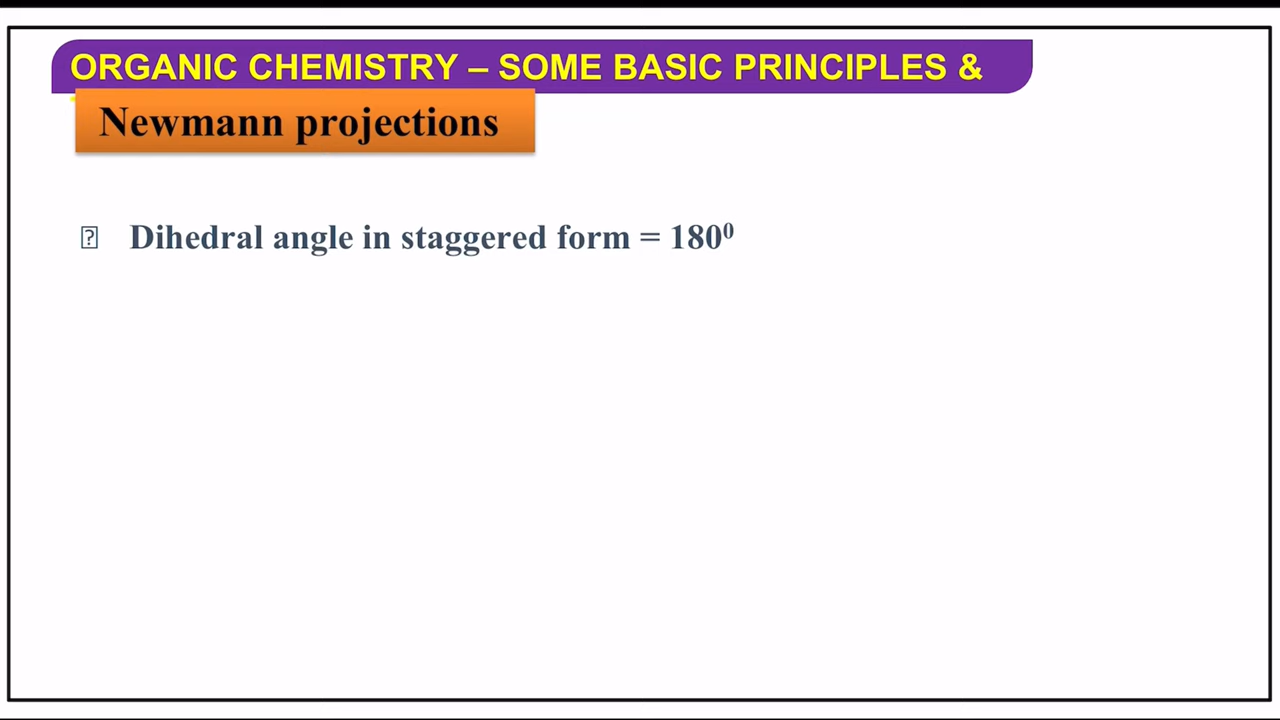 ORGANIC CHEMISTRY – SOME BASIC PRINCIPLES &
Newmann projections
Dihedral angle in staggered form = 180⁰